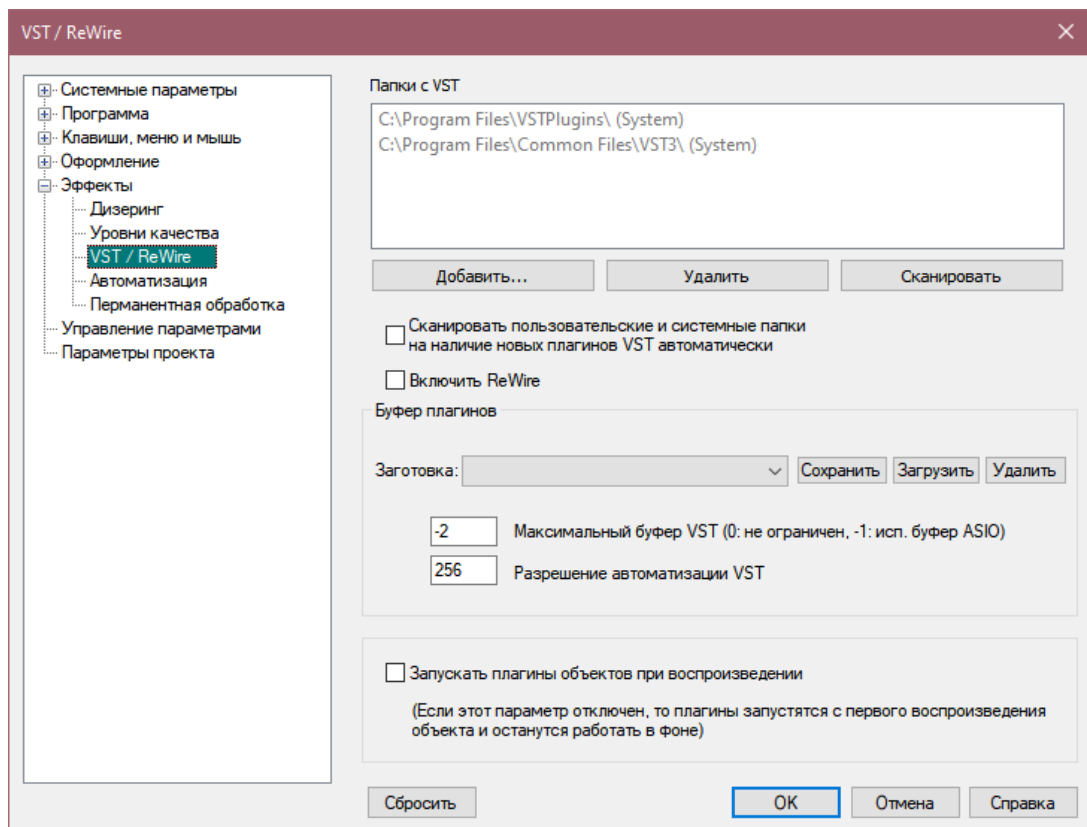 VST / ReWire
Системные параметры
Программа
Клавиши, меню и мышь
Оформление
Эффекты
Дизеринг
Уровни качества
VST / ReWire
Автоматизация
Перманентная обработка
Управление параметрами
Параметры проекта
Папки с VST
C:\Program Files\VSTPlugins\ (System)
C:\Program Files\Common Files\VST3\ (System)
Добавить... Удалить Сканировать
Сканировать пользовательские и системные папки
на наличие новых плагинов VST автоматически
Включить ReWire
Буфер плагинов
Заготовка: Сохранить Загрузить Удалить
-2 Максимальный буфер VST (0: не ограничен, -1: исп. буфер ASIO)
256 Разрешение автоматизации VST
Запускать плагины объектов при воспроизведении
(Если этот параметр отключен, то плагины запустятся с первого воспроизведения
объекта и останутся работать в фоне)
Сбросить OK Отмена Справка